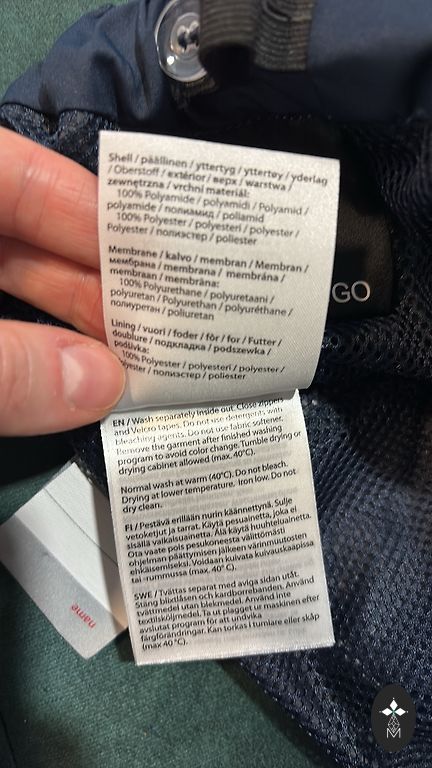 Shell / päällinen / yttertyg / yttertøy / yderlag
/ Oberstoff / extérior / верх / warstwa /
zewnętrzna / vrchní material:
100% Polyamide / polyamidi / Polyamid /
polyamide / полиамид / poliamid
100% Polyester / polyesteri / polyester /
Polyester / полиэстер / poliester
Membrane / kalvo / membran / Membran /
мембрана / membrana / membrána /
membraan / membrāna:
100% Polyurethane / polyuretaani /
polyuretan / Polyurethan / polyuréthane /
полиуретан / poliuretan
Lining / vuori / foder / fôr / for / Futter /
doublure / подкладка / podszewka /
podšívka:
100% Polyester / polyesteri / polyester /
Polyester / полиэстер / poliester
GO
EN / Wash separately inside out. Close zippers
and Velcro tapes. Do not use detergents with
Bleaching agents. Do not use fabric softener.
Remove the garment after finished washing
program to avoid color change. Tumble drying or
drying cabinet allowed (max. 40°C).
Normal wash at warm (40°C). Do not bleach.
Drying at lower temperature, Iron low. Do not
dry clean.
FI / Pestävä erillään nurin käännettynä. Sulje
vetoketjut ja tarrat. Käytä pesuainetta, joka ei
sisällä valkaisuainetta. Älä käytä huuhteluainetta.
Ota vaate pois pesukoneesta välittömästi
ohjelman päättymisen jälkeen värinmuutosten
ehkäisemiseksi. Voidaan kuivata kuivauskaapissa
tai -rummussa (max. 40° C).
SWE / Tvättas separat med aviga sidan utåt.
Stäng blixtlåsen och kardborrebanden. Använd
tvättmedel utan blekmedel. Använd inte
textilsköljmedel. Ta ut plagget ur maskinen efter
avslutat program för att undvika
färgförändringar. Kan torkas i tumlare eller skåp
(max 40 °C).
name
M